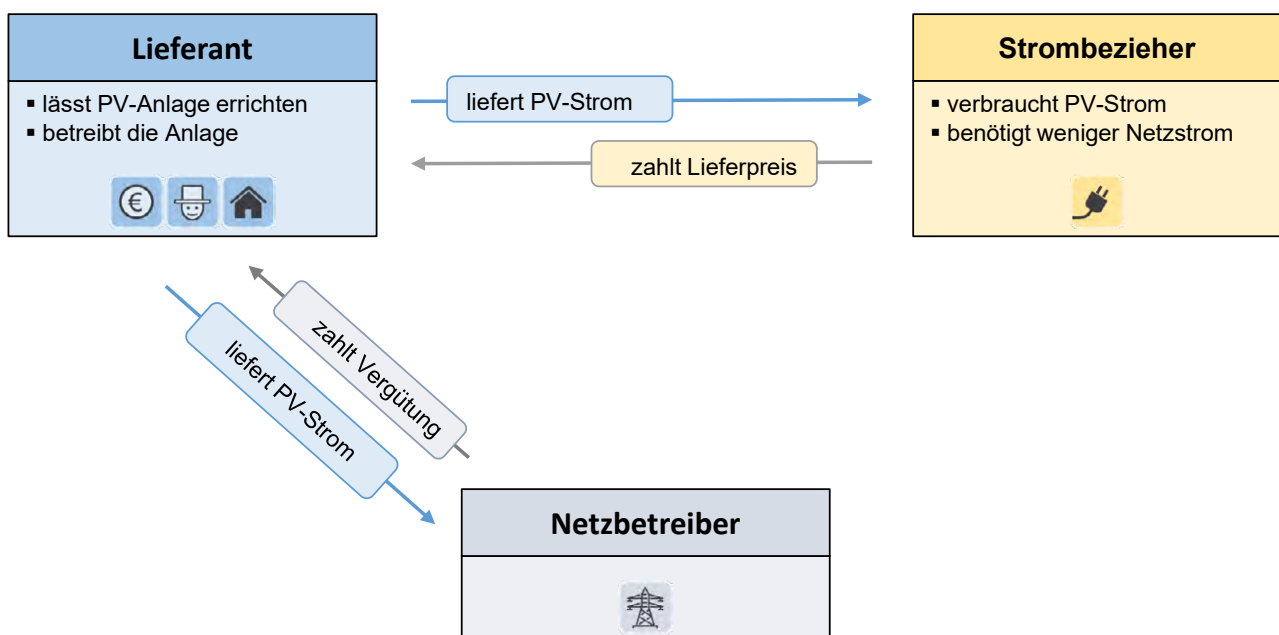 Lieferant
▪ lässt PV-Anlage errichten
▪ betreibt die Anlage
€
liefert PV-Strom
zahlt Lieferpreis
Strombezieher
▪ verbraucht PV-Strom
▪ benötigt weniger Netzstrom
liefert PV-Strom
zahlt Vergütung
Netzbetreiber